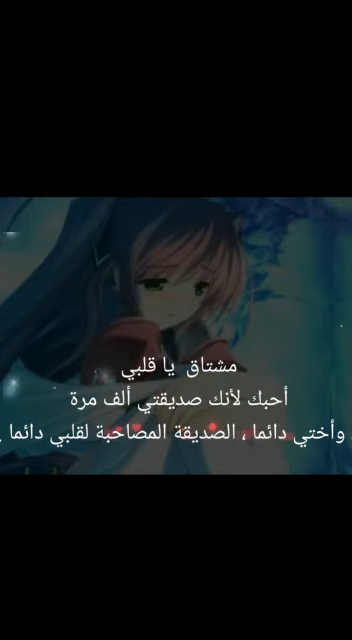 مشتاق يا قلبي
أحبك لأنك صديقتي ألف مرة
وأختي دائما ، الصديقة المصاحبة لقلبي دائما .